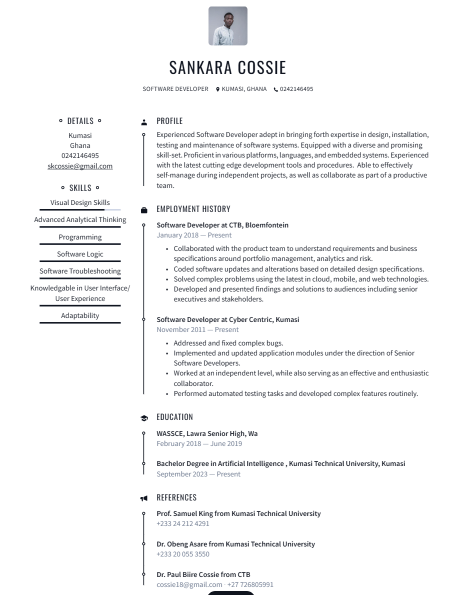 SANKARA COSSIE
SOFTWARE DEVELOPER KUMASI, GHANA 0242146495
DETAILS
Kumasi
Ghana
0242146495
skcossie@gmail.com
SKILLS
Visual Design Skills
Advanced Analytical Thinking
Programming
Software Logic
Software Troubleshooting
Knowledgable in User Interface/
User Experience
Adaptability
PROFILE
Experienced Software Developer adept in bringing forth expertise in design, installation,
testing and maintenance of software systems. Equipped with a diverse and promising
skill-set. Proficient in various platforms, languages, and embedded systems. Experienced
with the latest cutting edge development tools and procedures. Able to effectively
self-manage during independent projects, as well as collaborate as part of a productive
team.
EMPLOYMENT HISTORY
Software Developer at CTB, Bloemfontein
January 2018 — Present
• Collaborated with the product team to understand requirements and business
specifications around portfolio management, analytics and risk.
• Coded software updates and alterations based on detailed design specifications.
• Solved complex problems using the latest in cloud, mobile, and web technologies.
• Developed and presented findings and solutions to audiences including senior
executives and stakeholders.
Software Developer at Cyber Centric, Kumasi
November 2011 — Present
• Addressed and fixed complex bugs.
• Implemented and updated application modules under the direction of Senior
Software Developers.
• Worked at an independent level, while also serving as an effective and enthusiastic
collaborator.
• Performed automated testing tasks and developed complex features routinely.
EDUCATION
WASSCE, Lawra Senior High, Wa
February 2018 — June 2019
Bachelor Degree in Artificial Intelligence , Kumasi Technical University, Kumasi
September 2023 — Present
REFERENCES
Prof. Samuel King from Kumasi Technical University
+233 24 212 4291
Dr. Obeng Asare from Kumasi Technical University
+233 20 055 3550
Dr. Paul Biire Cossie from CTB
cossie18@gmail.com · +27 726805991